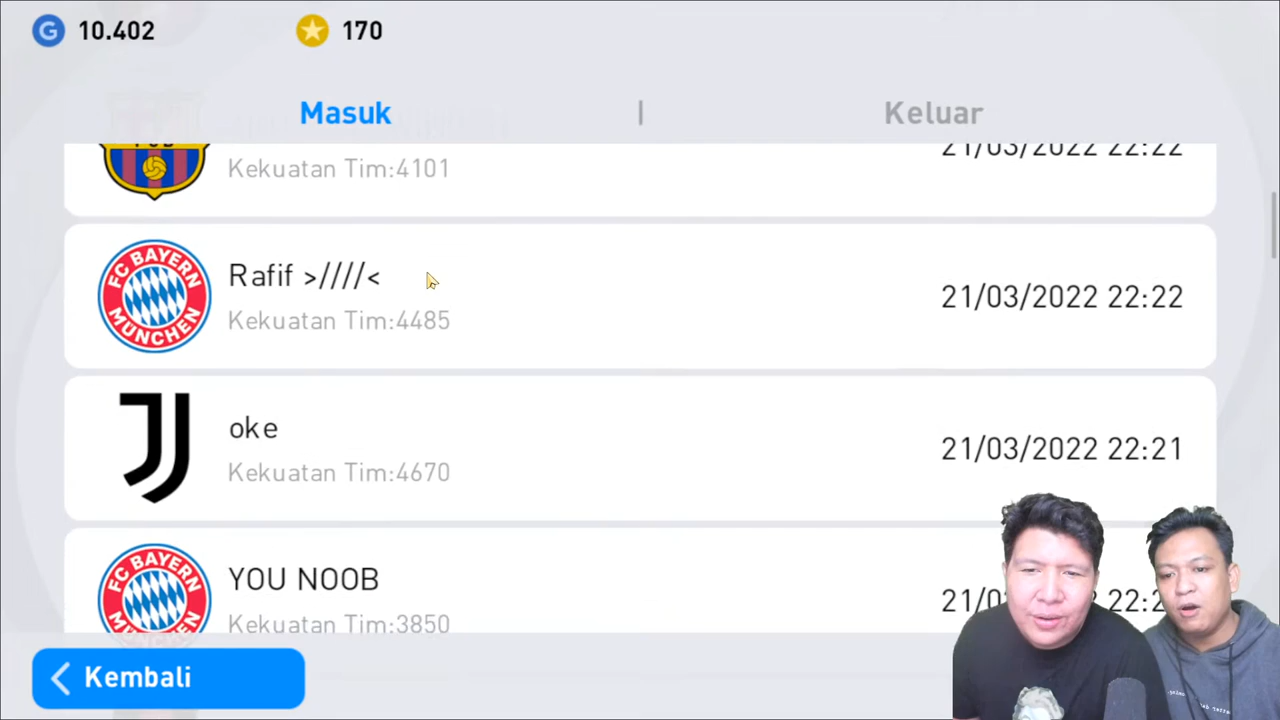 10.402
170
Masuk | Keluar
Kekuatan Tim:4101
21/03/2022 22:22
FC BAYERN MÜNCHEN
Rafif >////<
Kekuatan Tim:4485
21/03/2022 22:22
oke
Kekuatan Tim:4670
21/03/2022 22:21
FC BAYERN MÜNCHEN
YOU NOOB
Kekuatan Tim:3850
Kembali